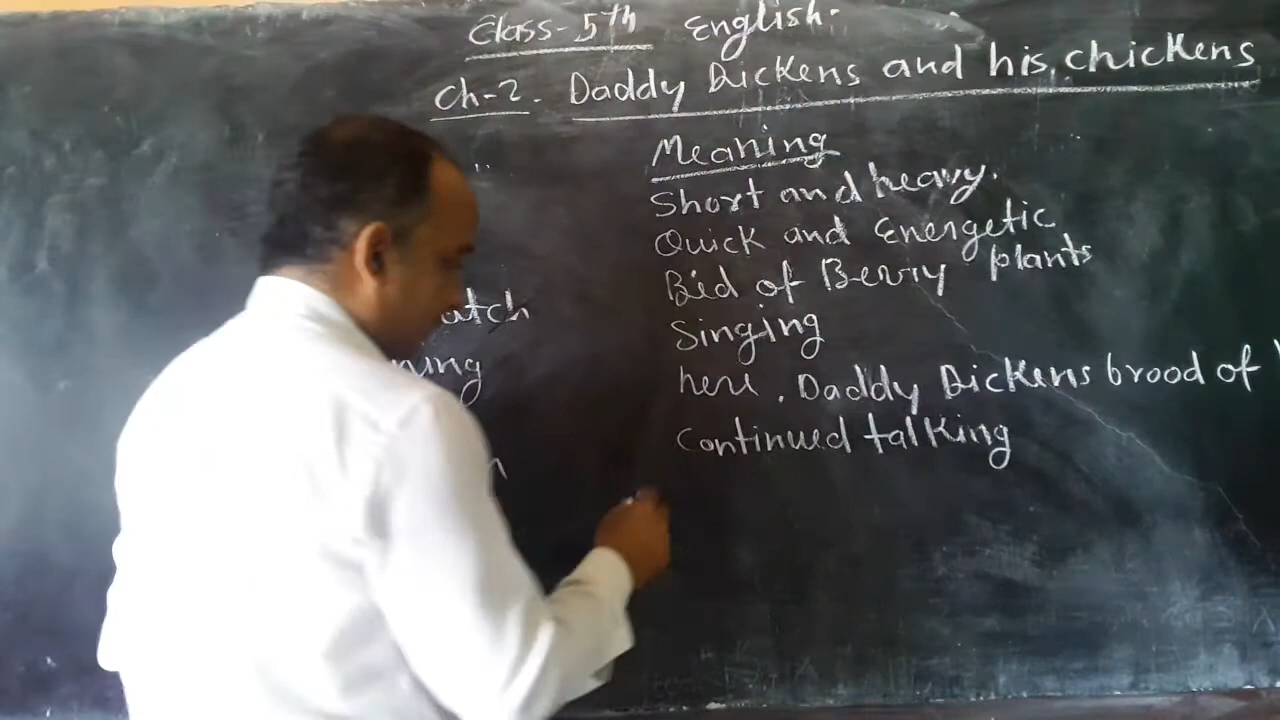 Class-5th English.
Ch-2. Daddy Dickens and his chickens
Meaning
Short and heavy.
Quick and Energetic
atch Bed of Berry plants
ning Singing
here, Daddy Dickens brood of
Continued talking